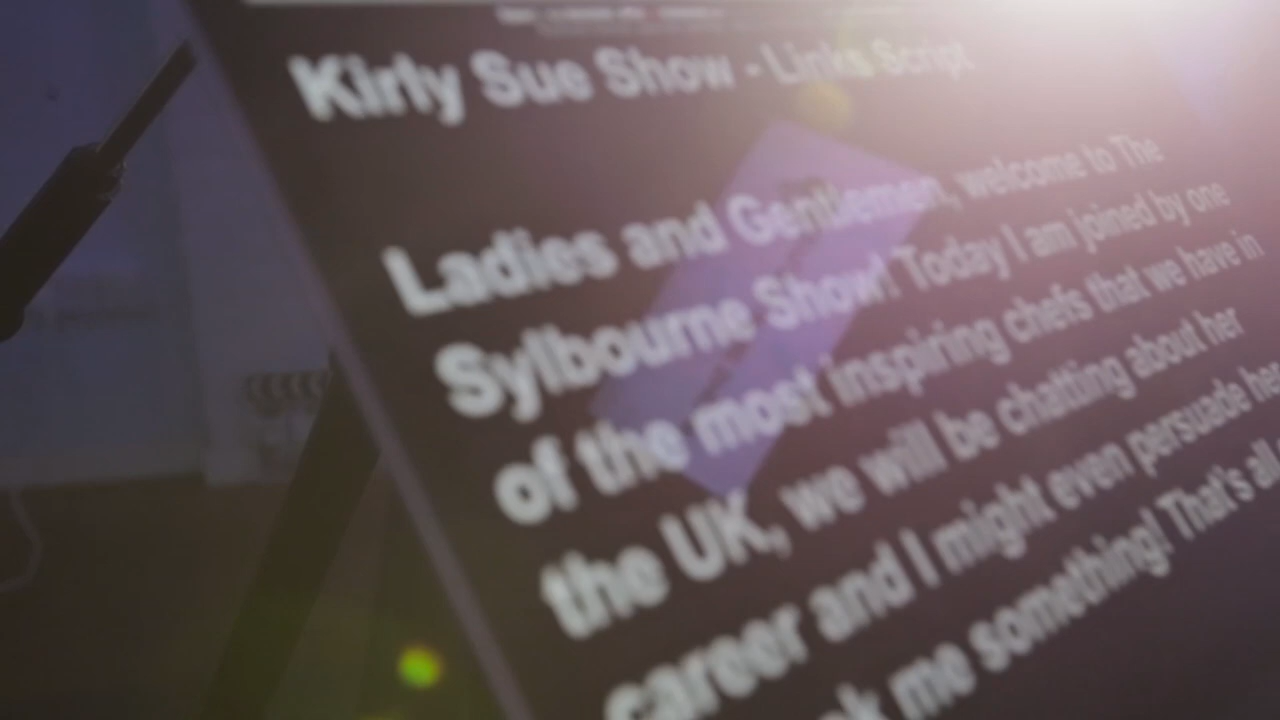 Kirly Sue Show - Links Script
Ladies and Gentlemen, welcome to The
Sylbourne Show! Today I am joined by one
of the most inspiring chefs that we have in
the UK, we will be chatting about her
career and I might even persuade her
me something! That's all